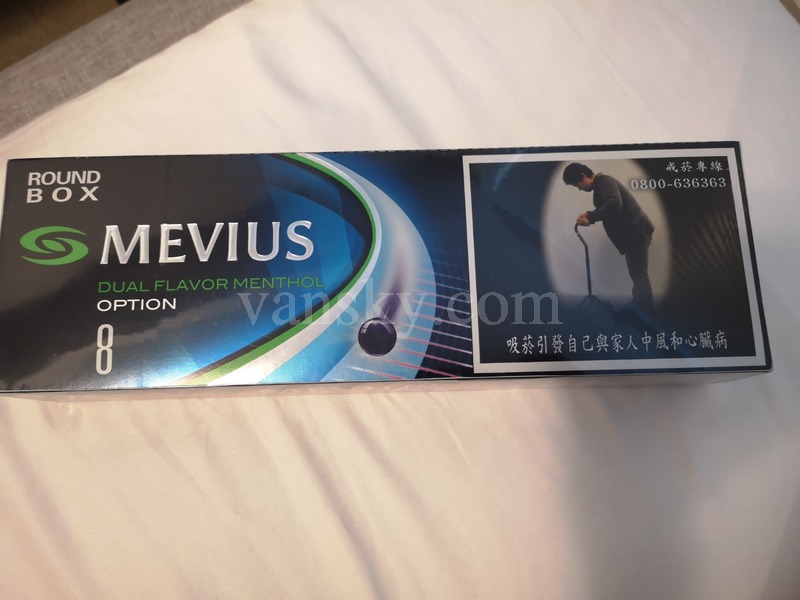 ROUND
BOX
MEVIUS
DUAL FLAVOR MENTHOL
OPTION
8
戒菸專線
0800-636363
吸菸引發自己與家人中風和心臟病
vansky.com